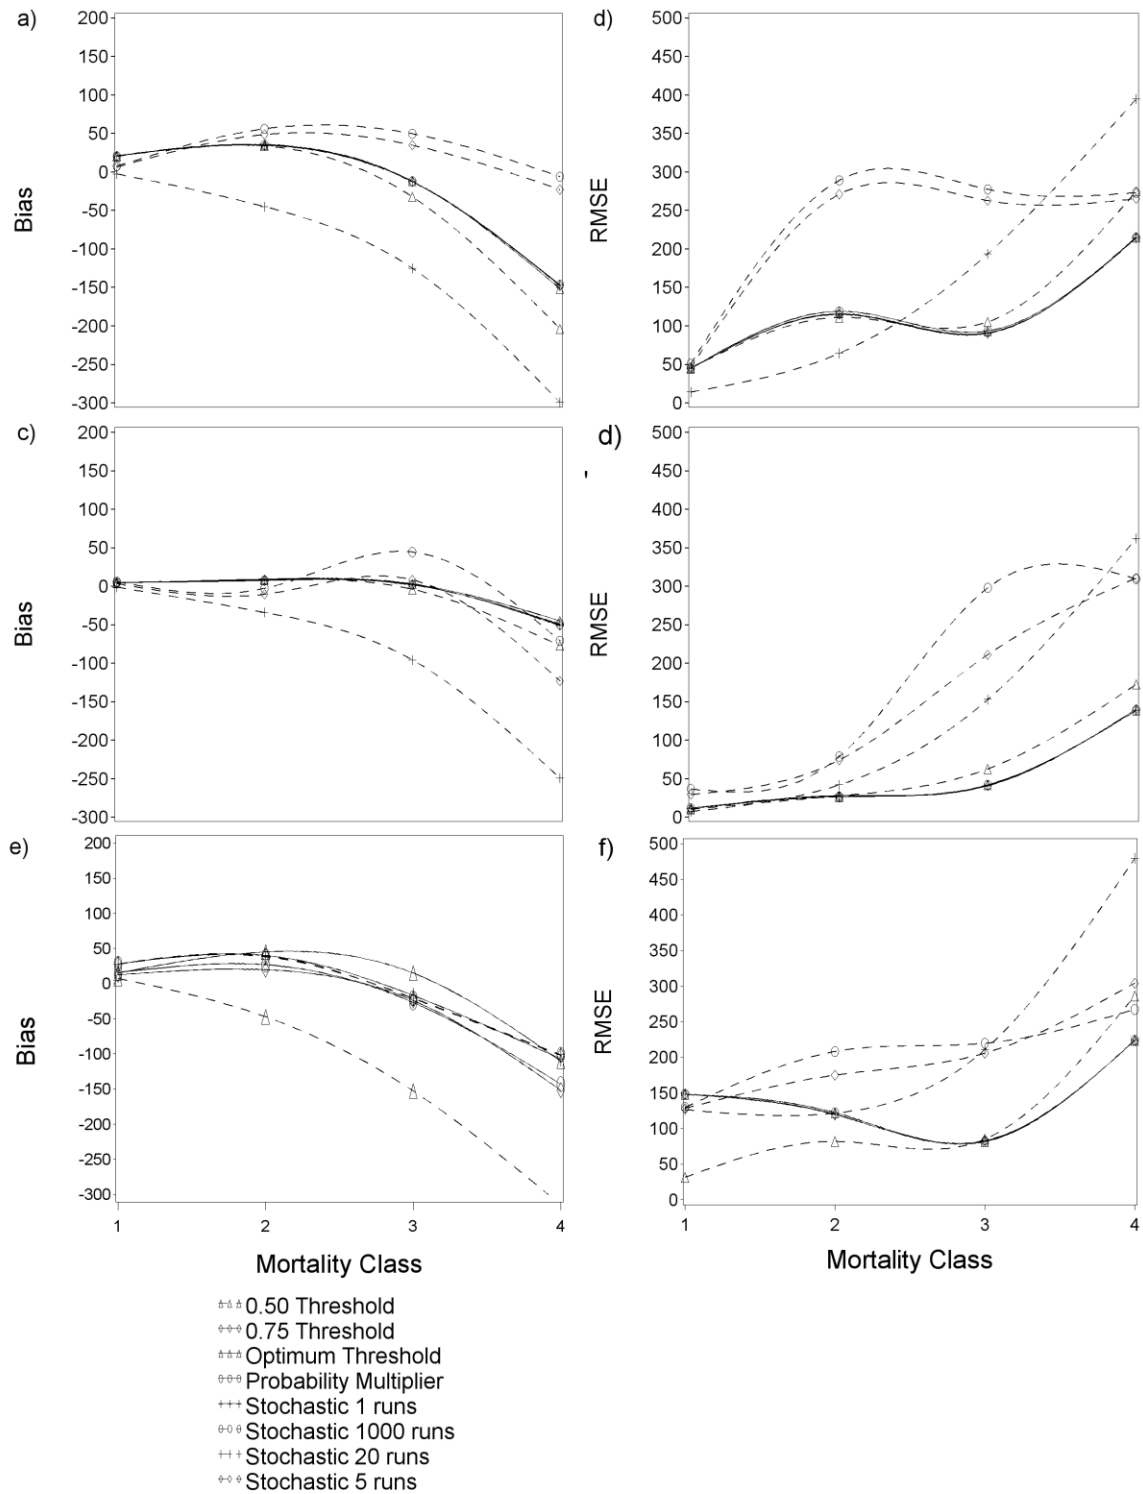 a)
200
150
100
50
0
-50
-100
-150
-200
-250
-300
Bias
d)
500
450
400
350
300
250
200
150
100
50
0
RMSE
c)
200
150
100
50
0
-50
-100
-150
-200
-250
-300
Bias
d)
500
450
400
350
300
250
200
150
100
50
0
RMSE
e)
200
150
100
50
0
-50
-100
-150
-200
-250
-300
Bias
1 2 3 4
Mortality Class
f)
500
450
400
350
300
250
200
150
100
50
0
RMSE
1 2 3 4
Mortality Class
0.50 Threshold
0.75 Threshold
Optimum Threshold
Probability Multiplier
Stochastic 1 runs
Stochastic 1000 runs
Stochastic 20 runs
Stochastic 5 runs